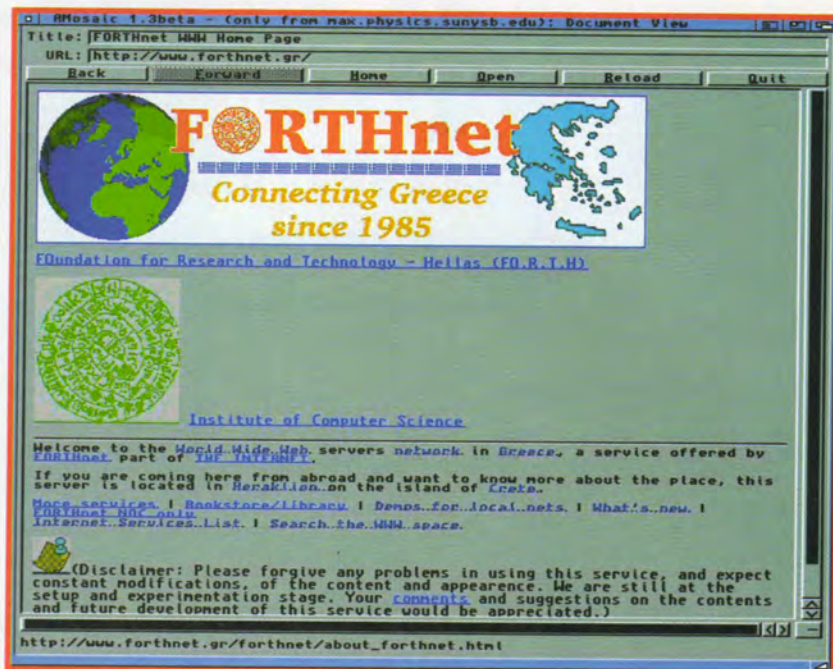 AMosaic 1.3beta - (only from max.physics.sunysb.edu): Document View
Title: FORTHnet WWW Home Page
URL: http://www.forthnet.gr/
Back Forward Home Open Reload Quit
FORTHnet
Connecting Greece
since 1985
FOundation for Research and Technology - Hellas (FO.R.T.H)
Institute of Computer Science
Welcome to the World Wide Web servers network in Greece, a service offered by
FORTHnet part of THE INTERNET.
If you are coming here from abroad and want to know more about the place, this
server is located in Heraklion on the island of Crete.
More services | Bookstore/Library | Demos for local nets. | What's new. |
FORTHnet NOC only
Internet Services List. | Search the WWW space.
(Disclaimer: Please forgive any problems in using this service, and expect
constant modifications, of the content and appearence. We are still at the
setup and experimentation stage. Your comments and suggestions on the contents
and future development of this service would be appreciated.)
http://www.forthnet.gr/forthnet/about_forthnet.html